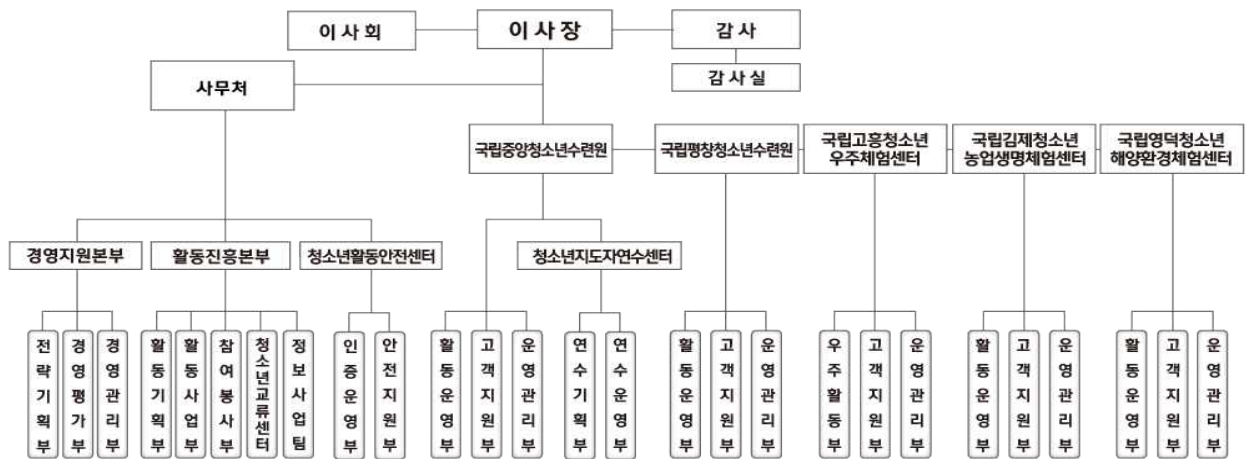 이사회
이사장
감사
감사실
사무처
국립중앙청소년수련원
국립평창청소년수련원
국립고흥청소년
우주체험센터
국립김제청소년
농업생명체험센터
국립영덕청소년
해양환경체험센터
경영지원본부
활동진흥본부
청소년활동안전센터
청소년지도자연수센터
전략기획부
경영평가부
경영관리부
활동기획부
활동사업부
참여봉사부
청소년교류센터
정보사업팀
인증운영부
안전지원부
활동운영부
고객지원부
운영관리부
연수기획부
연수운영부
활동운영부
고객지원부
운영관리부
우주활동부
고객지원부
운영관리부
활동운영부
고객지원부
운영관리부
활동운영부
고객지원부
운영관리부